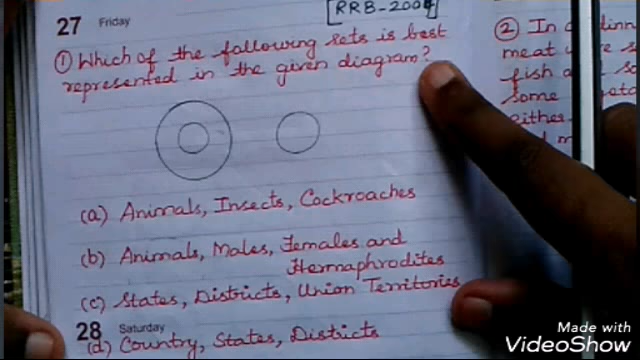 27 Friday
[RRB-2004]
① Which of the following sets is best
represented in the given diagram?
(a) Animals, Insects, Cockroaches
(b) Animals, Males, Females and
Hermaphrodites
(c) States, Districts, Union Territories
28 Saturday
(d) Country, States, Districts
② In a
meat
fish
Some
Made with
VideoShow